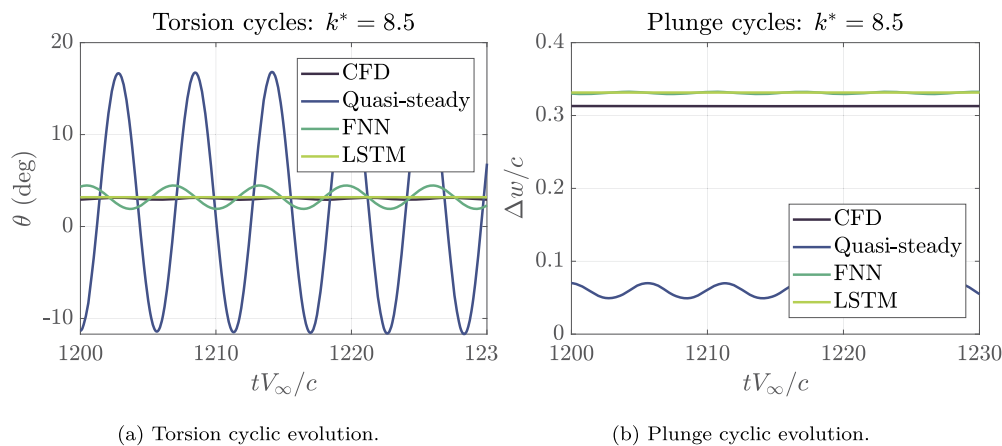 Torsion cycles: k* = 8.5
20
10
0
-10
θ (deg)
CFD
Quasi-steady
FNN
LSTM
1200
1210
1220
123
tV∞/c
(a) Torsion cyclic evolution.
Plunge cycles: k* = 8.5
0.4
0.3
0.2
0.1
0
Δw/c
CFD
Quasi-steady
FNN
LSTM
1200
1210
1220
1230
tV∞/c
(b) Plunge cyclic evolution.